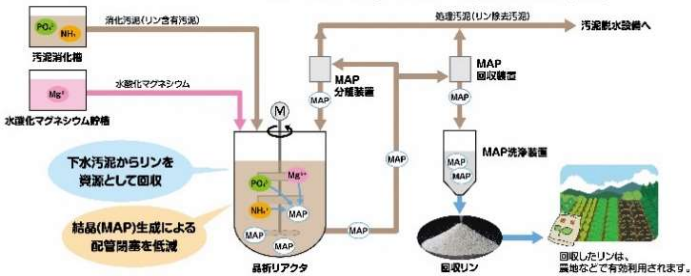 消化汚泥(リン含有汚泥)
処理汚泥(リン除去汚泥)
汚泥脱水設備へ
PO₄³⁻
NH₄⁺
汚泥消化槽
水酸化マグネシウム
Mg²⁺
水酸化マグネシウム貯槽
MAP
分離装置
MAP
MAP
回収装置
MAP
M
MAP
MAP
MAP洗浄装置
MAP
MAP
下水汚泥からリンを
資源として回収
PO₄³⁻
Mg²⁺
NH₄⁺
MAP
MAP
MAP
MAP
結晶(MAP)生成による
配管閉塞を低減
晶析リアクタ
回収リン
回収したリンは、
農地などで有効利用されます。